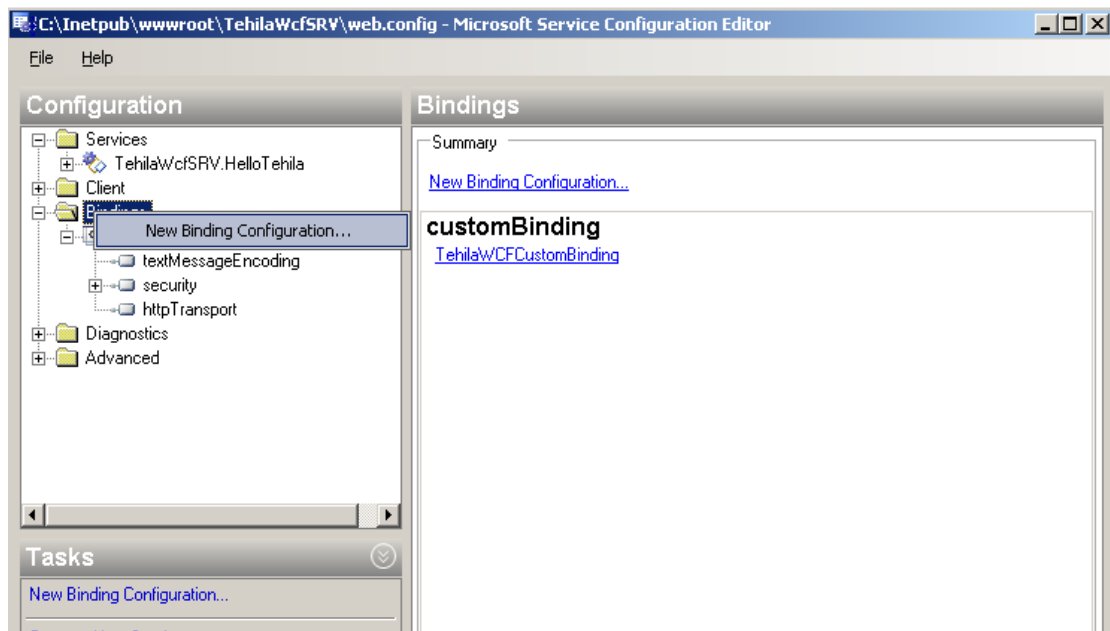 C:\Inetpub\wwwroot\TehilaWcfSRV\web.config - Microsoft Service Configuration Editor
File Help
Configuration
Services
TehilaWcfSRV.HelloTehila
Client
New Binding Configuration...
textMessageEncoding
security
httpTransport
Diagnostics
Advanced
Tasks
New Binding Configuration...
Bindings
Summary
New Binding Configuration...
customBinding
TehilaWCFCustomBinding